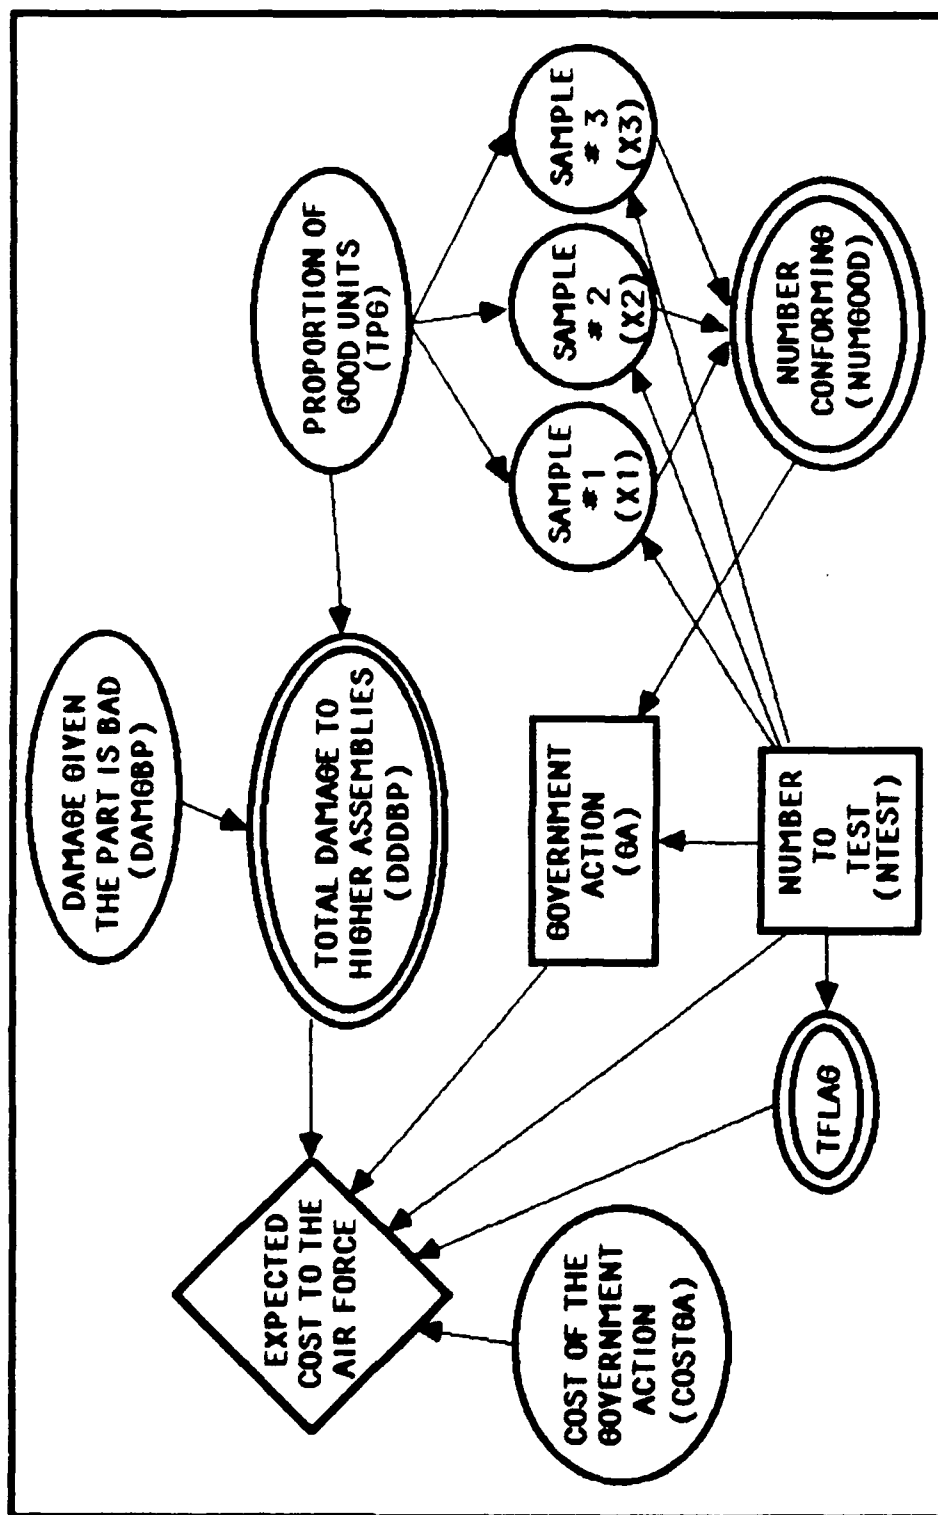 DAMAGE GIVEN
THE PART IS BAD
(DAMGBP)
EXPECTED
COST TO THE
AIR FORCE
TOTAL DAMAGE TO
HIGHER ASSEMBLIES
(DDDBP)
PROPORTION OF
GOOD UNITS
(TPG)
COST OF THE
GOVERNMENT
ACTION
(COSTGA)
GOVERNMENT
ACTION
(GA)
SAMPLE
#1
(X1)
SAMPLE
# 2
(X2)
SAMPLE
# 3
(X3)
TFLAG
NUMBER
TO
TEST
(NTEST)
NUMBER
CONFORMING
(NUMGOOD)